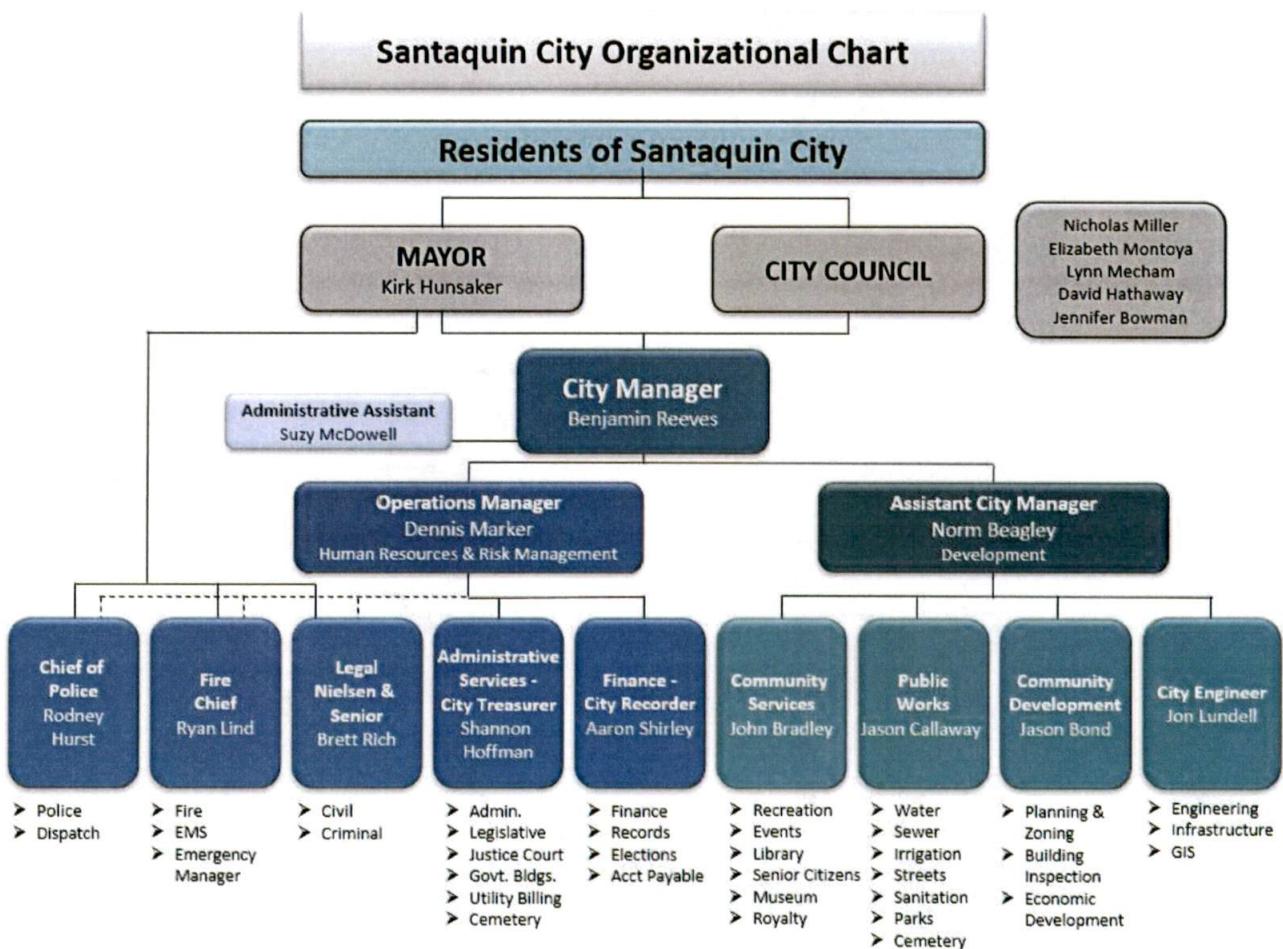 Santaquin City Organizational Chart
Residents of Santaquin City
MAYOR
Kirk Hunsaker
CITY COUNCIL
Nicholas Miller
Elizabeth Montoya
Lynn Mecham
David Hathaway
Jennifer Bowman
City Manager
Benjamin Reeves
Administrative Assistant
Suzy McDowell
Operations Manager
Dennis Marker
Human Resources & Risk Management
Assistant City Manager
Norm Beagley
Development
Chief of
Police
Rodney
Hurst
Fire
Chief
Ryan Lind
Legal
Nielsen &
Senior
Brett Rich
Administrative
Services -
City Treasurer
Shannon
Hoffman
Finance -
City Recorder
Aaron Shirley
Community
Services
John Bradley
Public
Works
Jason Callaway
Community
Development
Jason Bond
City Engineer
Jon Lundell
➤ Police
➤ Dispatch
➤ Fire
➤ EMS
➤ Emergency
Manager
➤ Civil
➤ Criminal
➤ Admin.
➤ Legislative
➤ Justice Court
➤ Govt. Bldgs.
➤ Utility Billing
➤ Cemetery
➤ Finance
➤ Records
➤ Elections
➤ Acct Payable
➤ Recreation
➤ Events
➤ Library
➤ Senior Citizens
➤ Museum
➤ Royalty
➤ Water
➤ Sewer
➤ Irrigation
➤ Streets
➤ Sanitation
➤ Parks
➤ Cemetery
➤ Planning &
Zoning
➤ Building
Inspection
➤ Economic
Development
➤ Engineering
➤ Infrastructure
➤ GIS